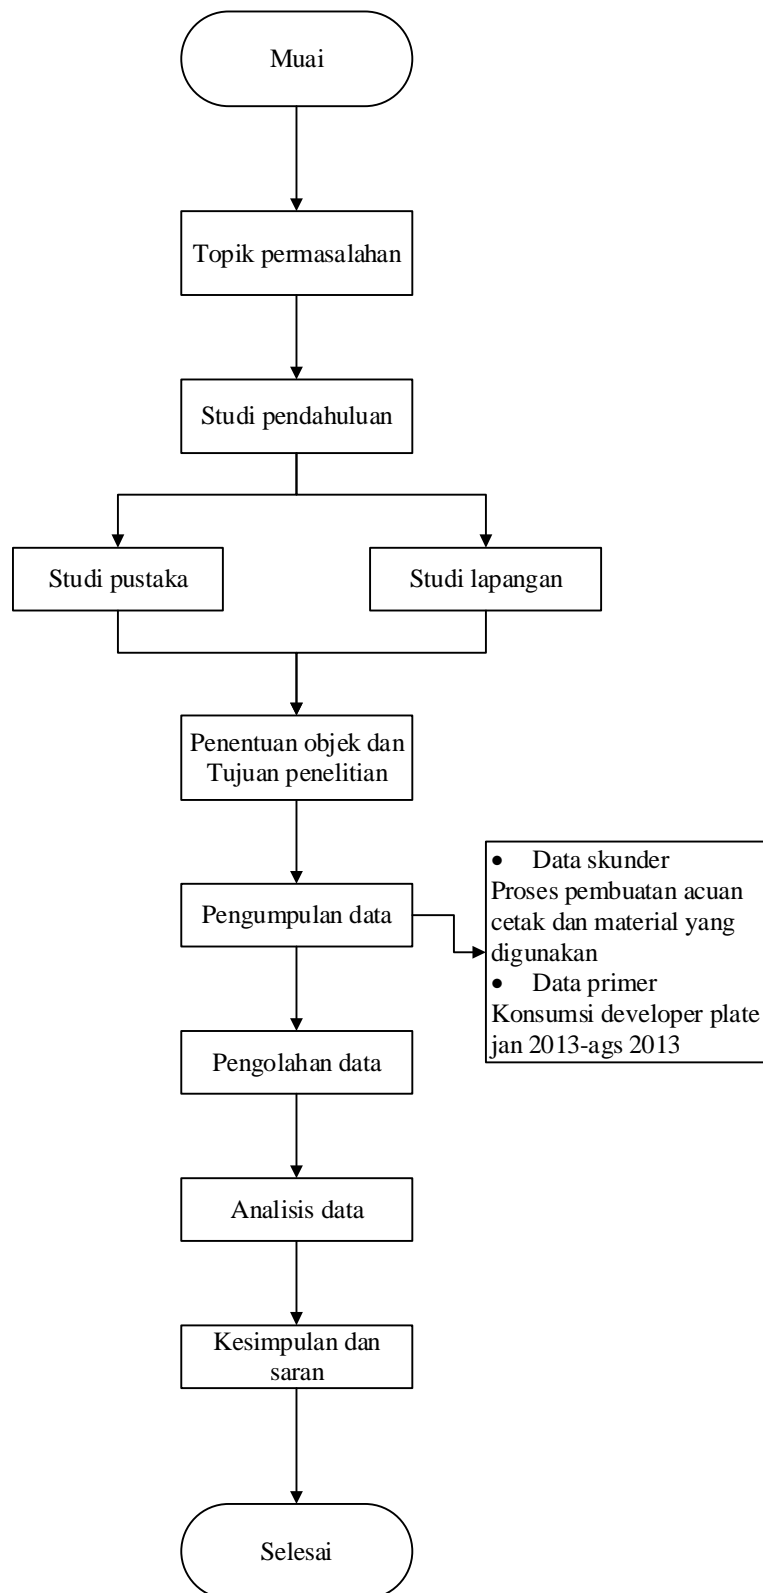 Muai
Topik permasalahan
Studi pendahuluan
Studi pustaka
Studi lapangan
Penentuan objek dan
Tujuan penelitian
Pengumpulan data
• Data skunder
Proses pembuatan acuan
cetak dan material yang
digunakan
• Data primer
Konsumsi developer plate
jan 2013-ags 2013
Pengolahan data
Analisis data
Kesimpulan dan
saran
Selesai